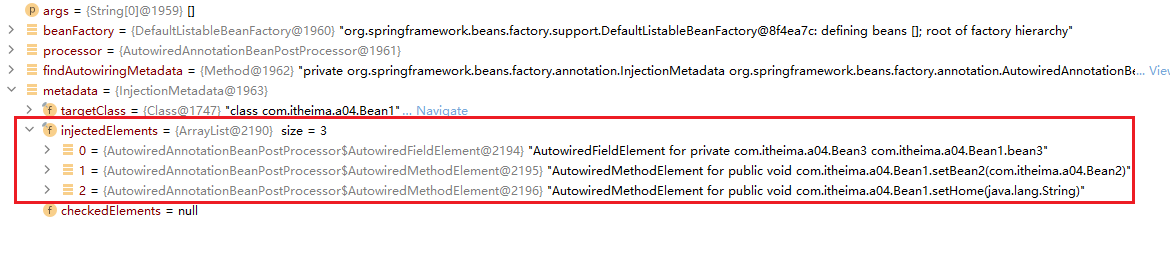 args = {String[0]@1959} []
beanFactory = {DefaultListableBeanFactory@1960} "org.springframework.beans.factory.support.DefaultListableBeanFactory@8f4ea7c: defining beans []; root of factory hierarchy"
processor = {AutowiredAnnotationBeanPostProcessor@1961}
findAutowiringMetadata = {Method@1962} "private org.springframework.beans.factory.annotation.InjectionMetadata org.springframework.beans.factory.annotation.AutowiredAnnotationBe... View
metadata = {InjectionMetadata@1963}
targetClass = {Class@1747} "class com.itheima.a04.Bean1" ... Navigate
injectedElements = {ArrayList@2190} size = 3
0 = {AutowiredAnnotationBeanPostProcessor$AutowiredFieldElement@2194} "AutowiredFieldElement for private com.itheima.a04.Bean3 com.itheima.a04.Bean1.bean3"
1 = {AutowiredAnnotationBeanPostProcessor$AutowiredMethodElement@2195} "AutowiredMethodElement for public void com.itheima.a04.Bean1.setBean2(com.itheima.a04.Bean2)"
2 = {AutowiredAnnotationBeanPostProcessor$AutowiredMethodElement@2196} "AutowiredMethodElement for public void com.itheima.a04.Bean1.setHome(java.lang.String)"
checkedElements = null